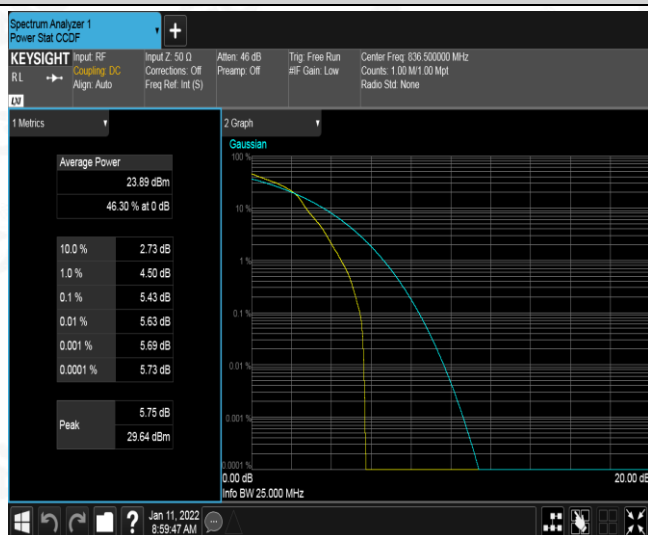 Spectrum Analyzer 1
Power Stat CCDF
+
KEYSIGHT Input: RF Input Z: 50 Ω Atten: 46 dB Trig: Free Run Center Freq: 836.500000 MHz
RL Coupling: DC Corrections: Off Preamp: Off #IF Gain: Low Counts: 1.00 M/1.00 Mpt
Align: Auto Freq Ref: Int (S) Radio Std: None
LXI
1 Metrics
Average Power
23.89 dBm
46.30 % at 0 dB
10.0 % 2.73 dB
1.0 % 4.50 dB
0.1 % 5.43 dB
0.01 % 5.63 dB
0.001 % 5.69 dB
0.0001 % 5.73 dB
Peak 5.75 dB
29.64 dBm
2 Graph
Gaussian
100 %
10 %
1 %
0.1 %
0.01 %
0.001 %
0.0001 %
0.00 dB 20.00 dB
Info BW 25.000 MHz
? Jan 11, 2022
8:59:47 AM